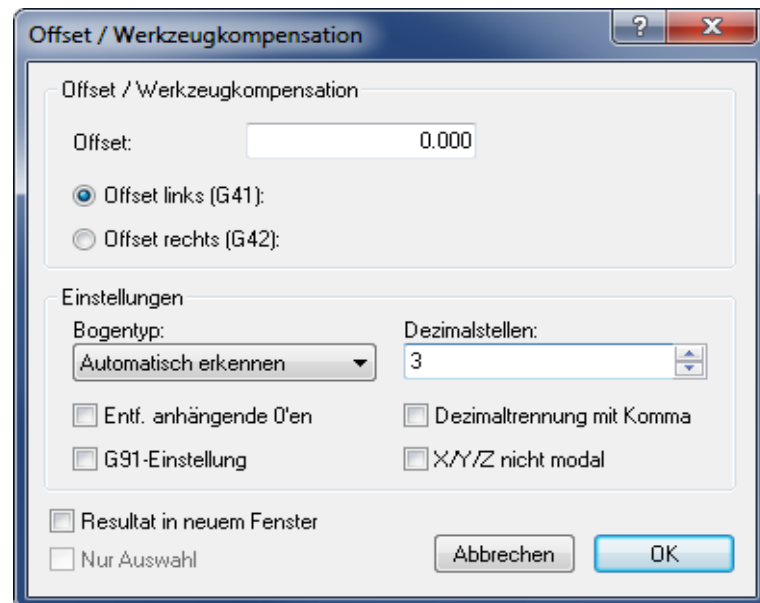 Offset / Werkzeugkompensation
Offset / Werkzeugkompensation
Offset: 0.000
Offset links (G41):
Offset rechts (G42):
Einstellungen
Bogentyp: Dezimalstellen:
Automatisch erkennen 3
Entf. anhängende 0'en Dezimaltrennung mit Komma
G91-Einstellung X/Y/Z nicht modal
Resultat in neuem Fenster
Nur Auswahl Abbrechen OK